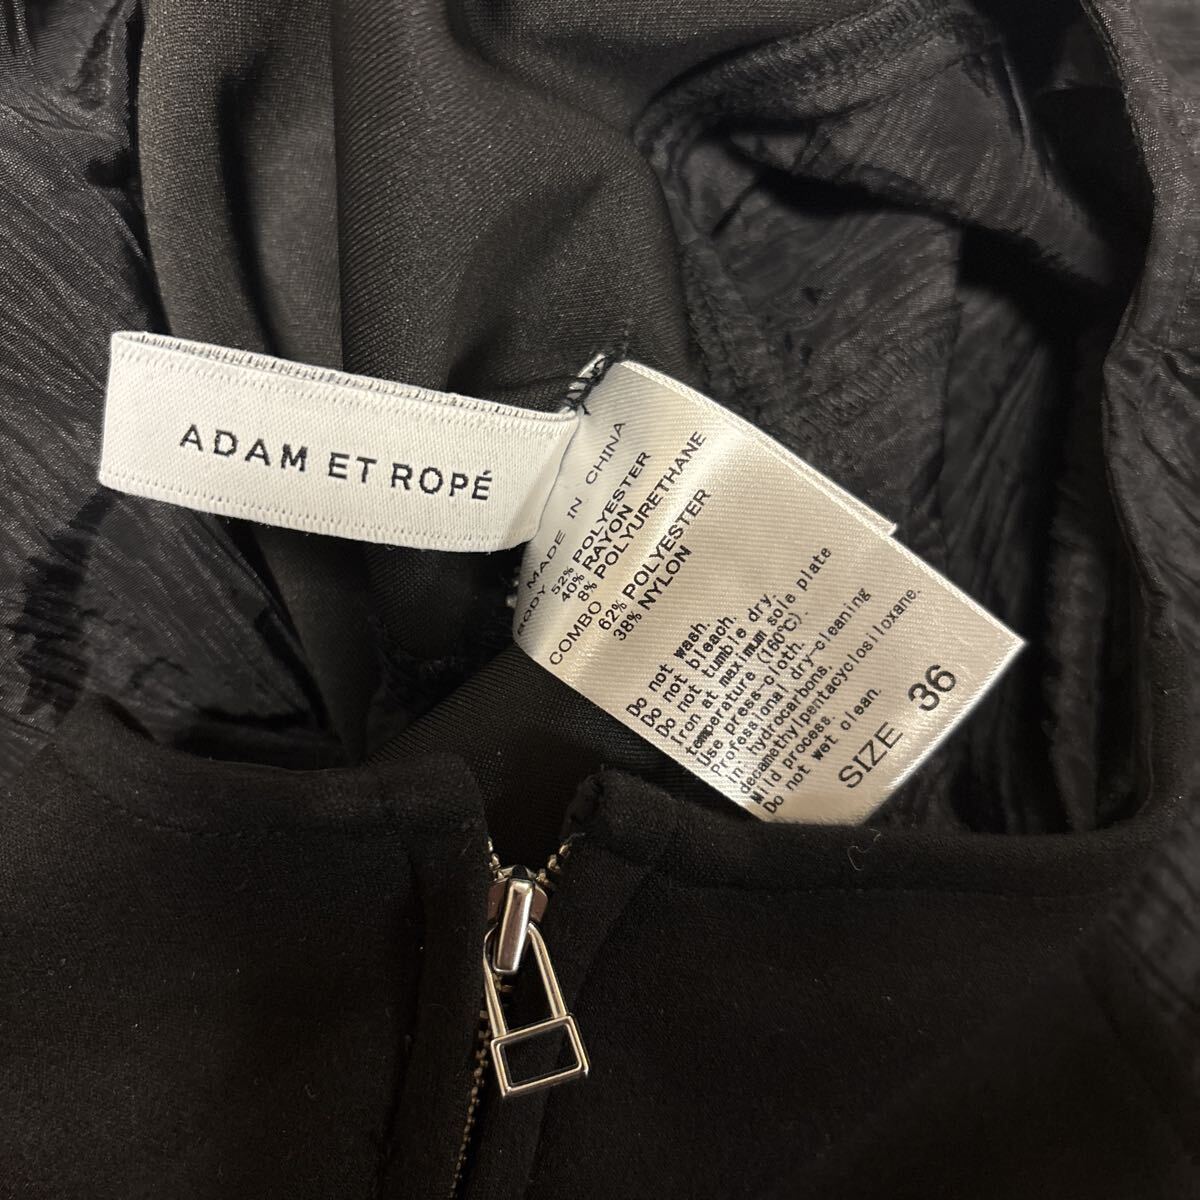 ADAM ET ROPÉ
MADE IN CHINA
BODY 52% POLYESTER
40% RAYON
8% POLYURETHANE
COMBO 62% POLYESTER
38% NYLON
Do not wash.
Do not bleach.
Do not tumble dry.
Iron at maximum sole plate
temperature (160℃).
Use press-cloth.
Professional dry-cleaning
in hydrocarbons,
decamethylpentacyclosiloxane.
Mild process.
Do not wet clean.
SIZE 36